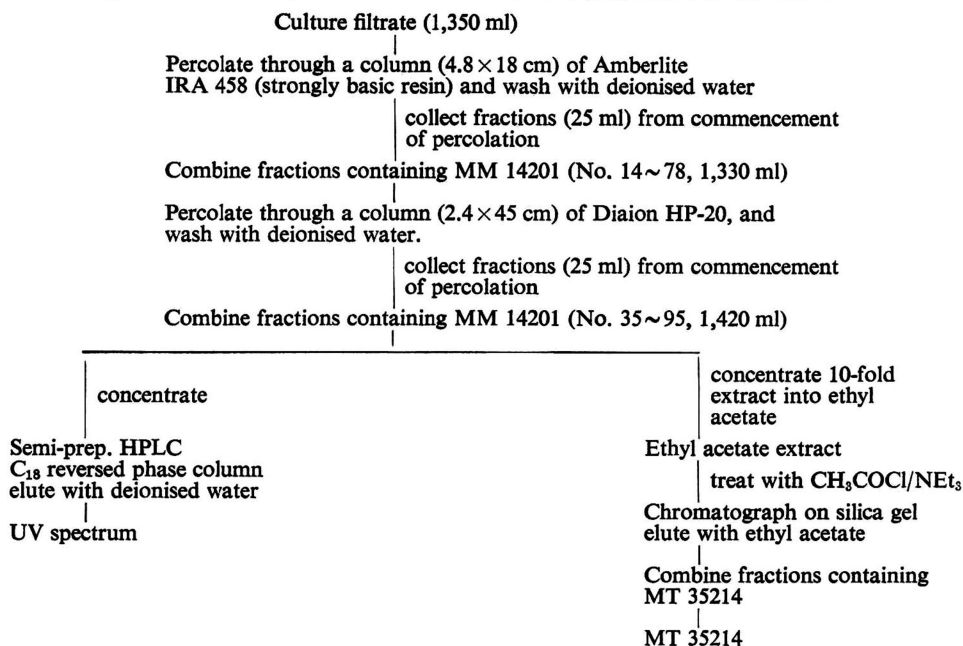 Culture filtrate (1,350 ml)
Percolate through a column (4.8 × 18 cm) of Amberlite
IRA 458 (strongly basic resin) and wash with deionised water
collect fractions (25 ml) from commencement
of percolation
Combine fractions containing MM 14201 (No. 14~78, 1,330 ml)
Percolate through a column (2.4 × 45 cm) of Diaion HP-20, and
wash with deionised water.
collect fractions (25 ml) from commencement
of percolation
Combine fractions containing MM 14201 (No. 35~95, 1,420 ml)
concentrate
Semi-prep. HPLC
C₁₈ reversed phase column
elute with deionised water
UV spectrum
concentrate 10-fold
extract into ethyl
acetate
Ethyl acetate extract
treat with CH₃COCl/NEt₃
Chromatograph on silica gel
elute with ethyl acetate
Combine fractions containing
MT 35214
MT 35214